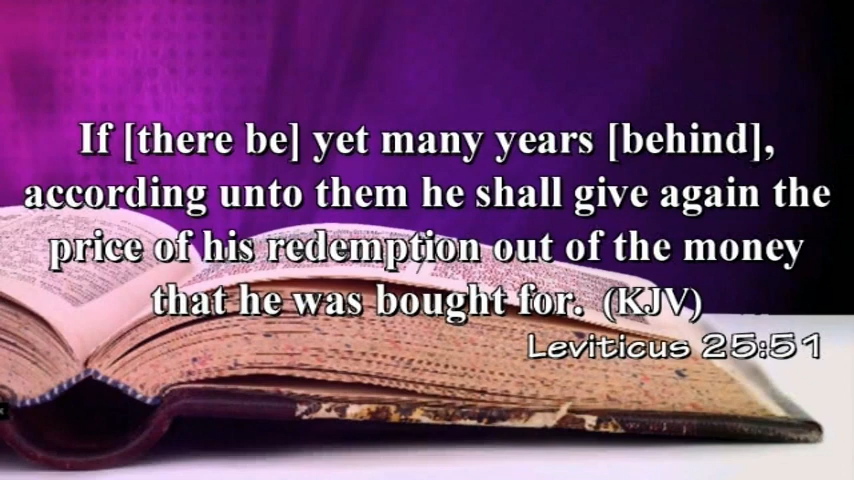 If [there be] yet many years [behind],
according unto them he shall give again the
price of his redemption out of the money
that he was bought for. (KJV)
Leviticus 25:51